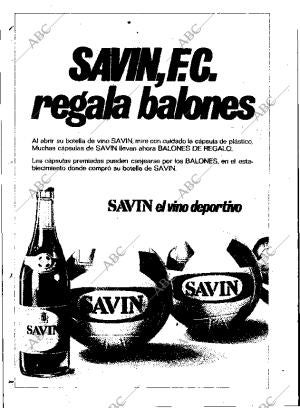 SAVIN, F.C.
regala balones
Al abrir su botella de vino SAVIN, mire con cuidado la cápsula de plástico.
Muchas cápsulas de SAVIN llevan ahora BALONES DE REGALO.
Las cápsulas premiadas pueden canjearse por los BALONES, en el esta-
blecimiento donde compró su botella de SAVIN.
SAVIN el vino deportivo
SAVIN
SAVIN
SAVIN
ABC
ABC
ABC
ABC
ABC
ABC